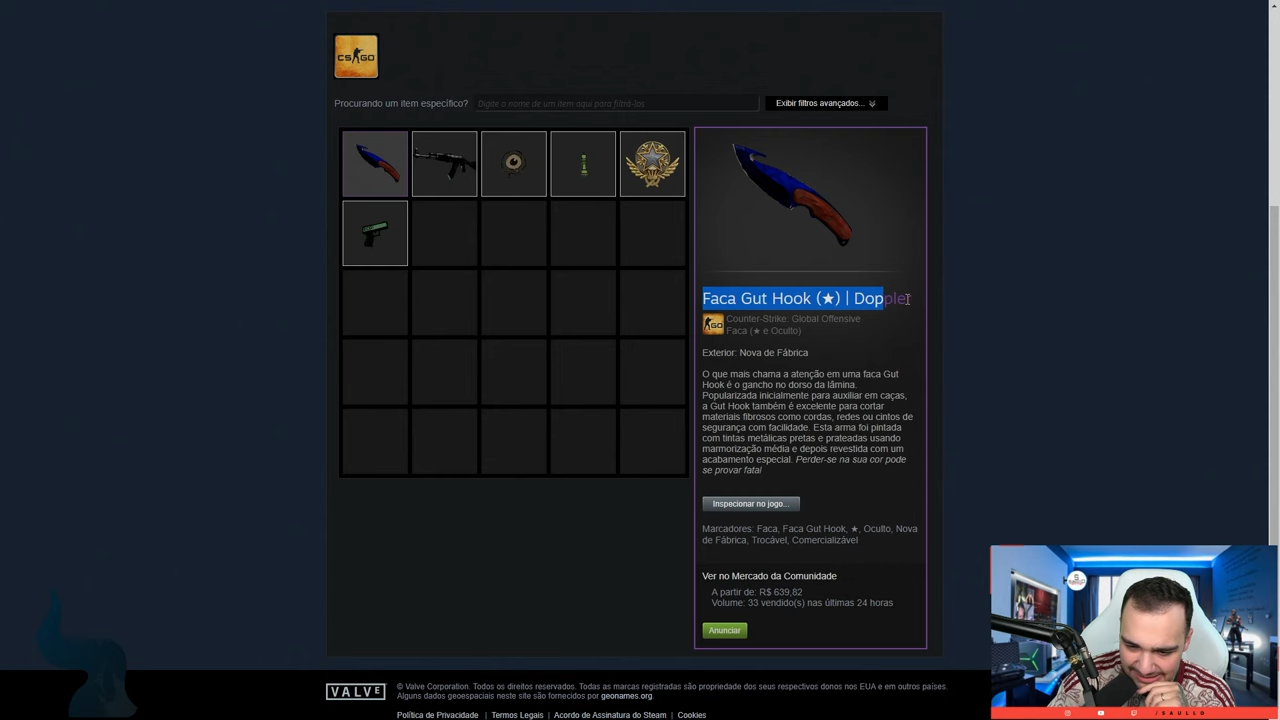 CS GO
Procurando um item específico?
Digite o nome de um item aqui para filtrá-los
Exibir filtros avançados...
Faca Gut Hook (★) | Doppler
GO
Counter-Strike: Global Offensive
Faca (★ e Oculto)
Exterior: Nova de Fábrica
O que mais chama a atenção em uma faca Gut
Hook é o gancho no dorso da lâmina.
Popularizada inicialmente para auxiliar em caças,
a Gut Hook também é excelente para cortar
materiais fibrosos como cordas, redes ou cintos de
segurança com facilidade. Esta arma foi pintada
com tintas metálicas pretas e prateadas usando
marmorização média e depois revestida com um
acabamento especial. Perder-se na sua cor pode
se provar fatal
Inspecionar no jogo...
Marcadores: Faca, Faca Gut Hook, ★, Oculto, Nova
de Fábrica, Trocável, Comercializável
Ver no Mercado da Comunidade
A partir de: R$ 639,82
Volume: 33 vendido(s) nas últimas 24 horas
Anunciar
VALVE
© Valve Corporation. Todos os direitos reservados. Todas as marcas registradas são propriedade dos seus respectivos donos nos EUA e em outros países.
Alguns dados geoespaciais neste site são fornecidos por geonames.org.
Política de Privacidade | Termos Legais | Acordo de Assinatura do Steam | Cookies